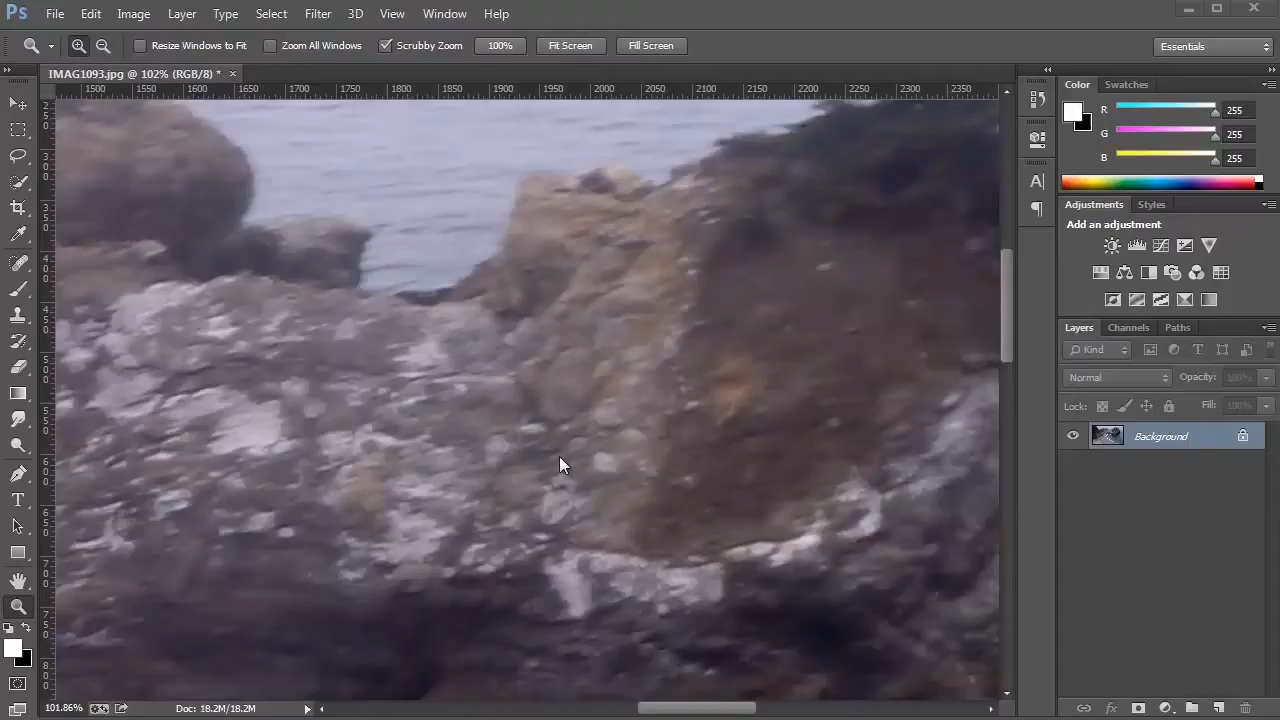 Ps File Edit Image Layer Type Select Filter 3D View Window Help
Resize Windows to Fit Zoom All Windows Scrubby Zoom 100% Fit Screen Fill Screen Essentials
IMAG1093.jpg @ 102% (RGB/8) * ×
1500 1550 1600 1650 1700 1750 1800 1850 1900 1950 2000 2050 2100 2150 2200 2250 2300 2350
Color Swatches
R 255
G 255
B 255
Adjustments Styles
Add an adjustment
Layers Channels Paths
Kind
Normal Opacity: 100%
Lock: Fill: 100%
Background
101.86% Doc: 18.2M/18.2M